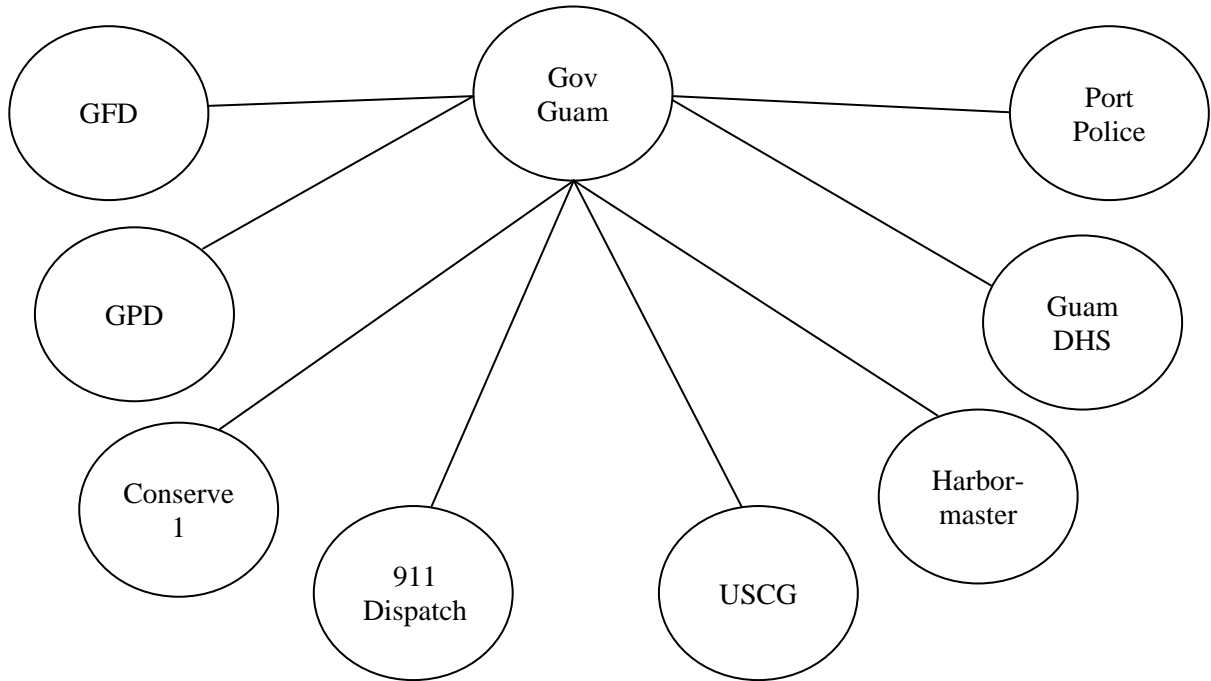 Gov
Guam
GFD
Port
Police
GPD
Guam
DHS
Conserve
1
Harbor-
master
911
Dispatch
USCG